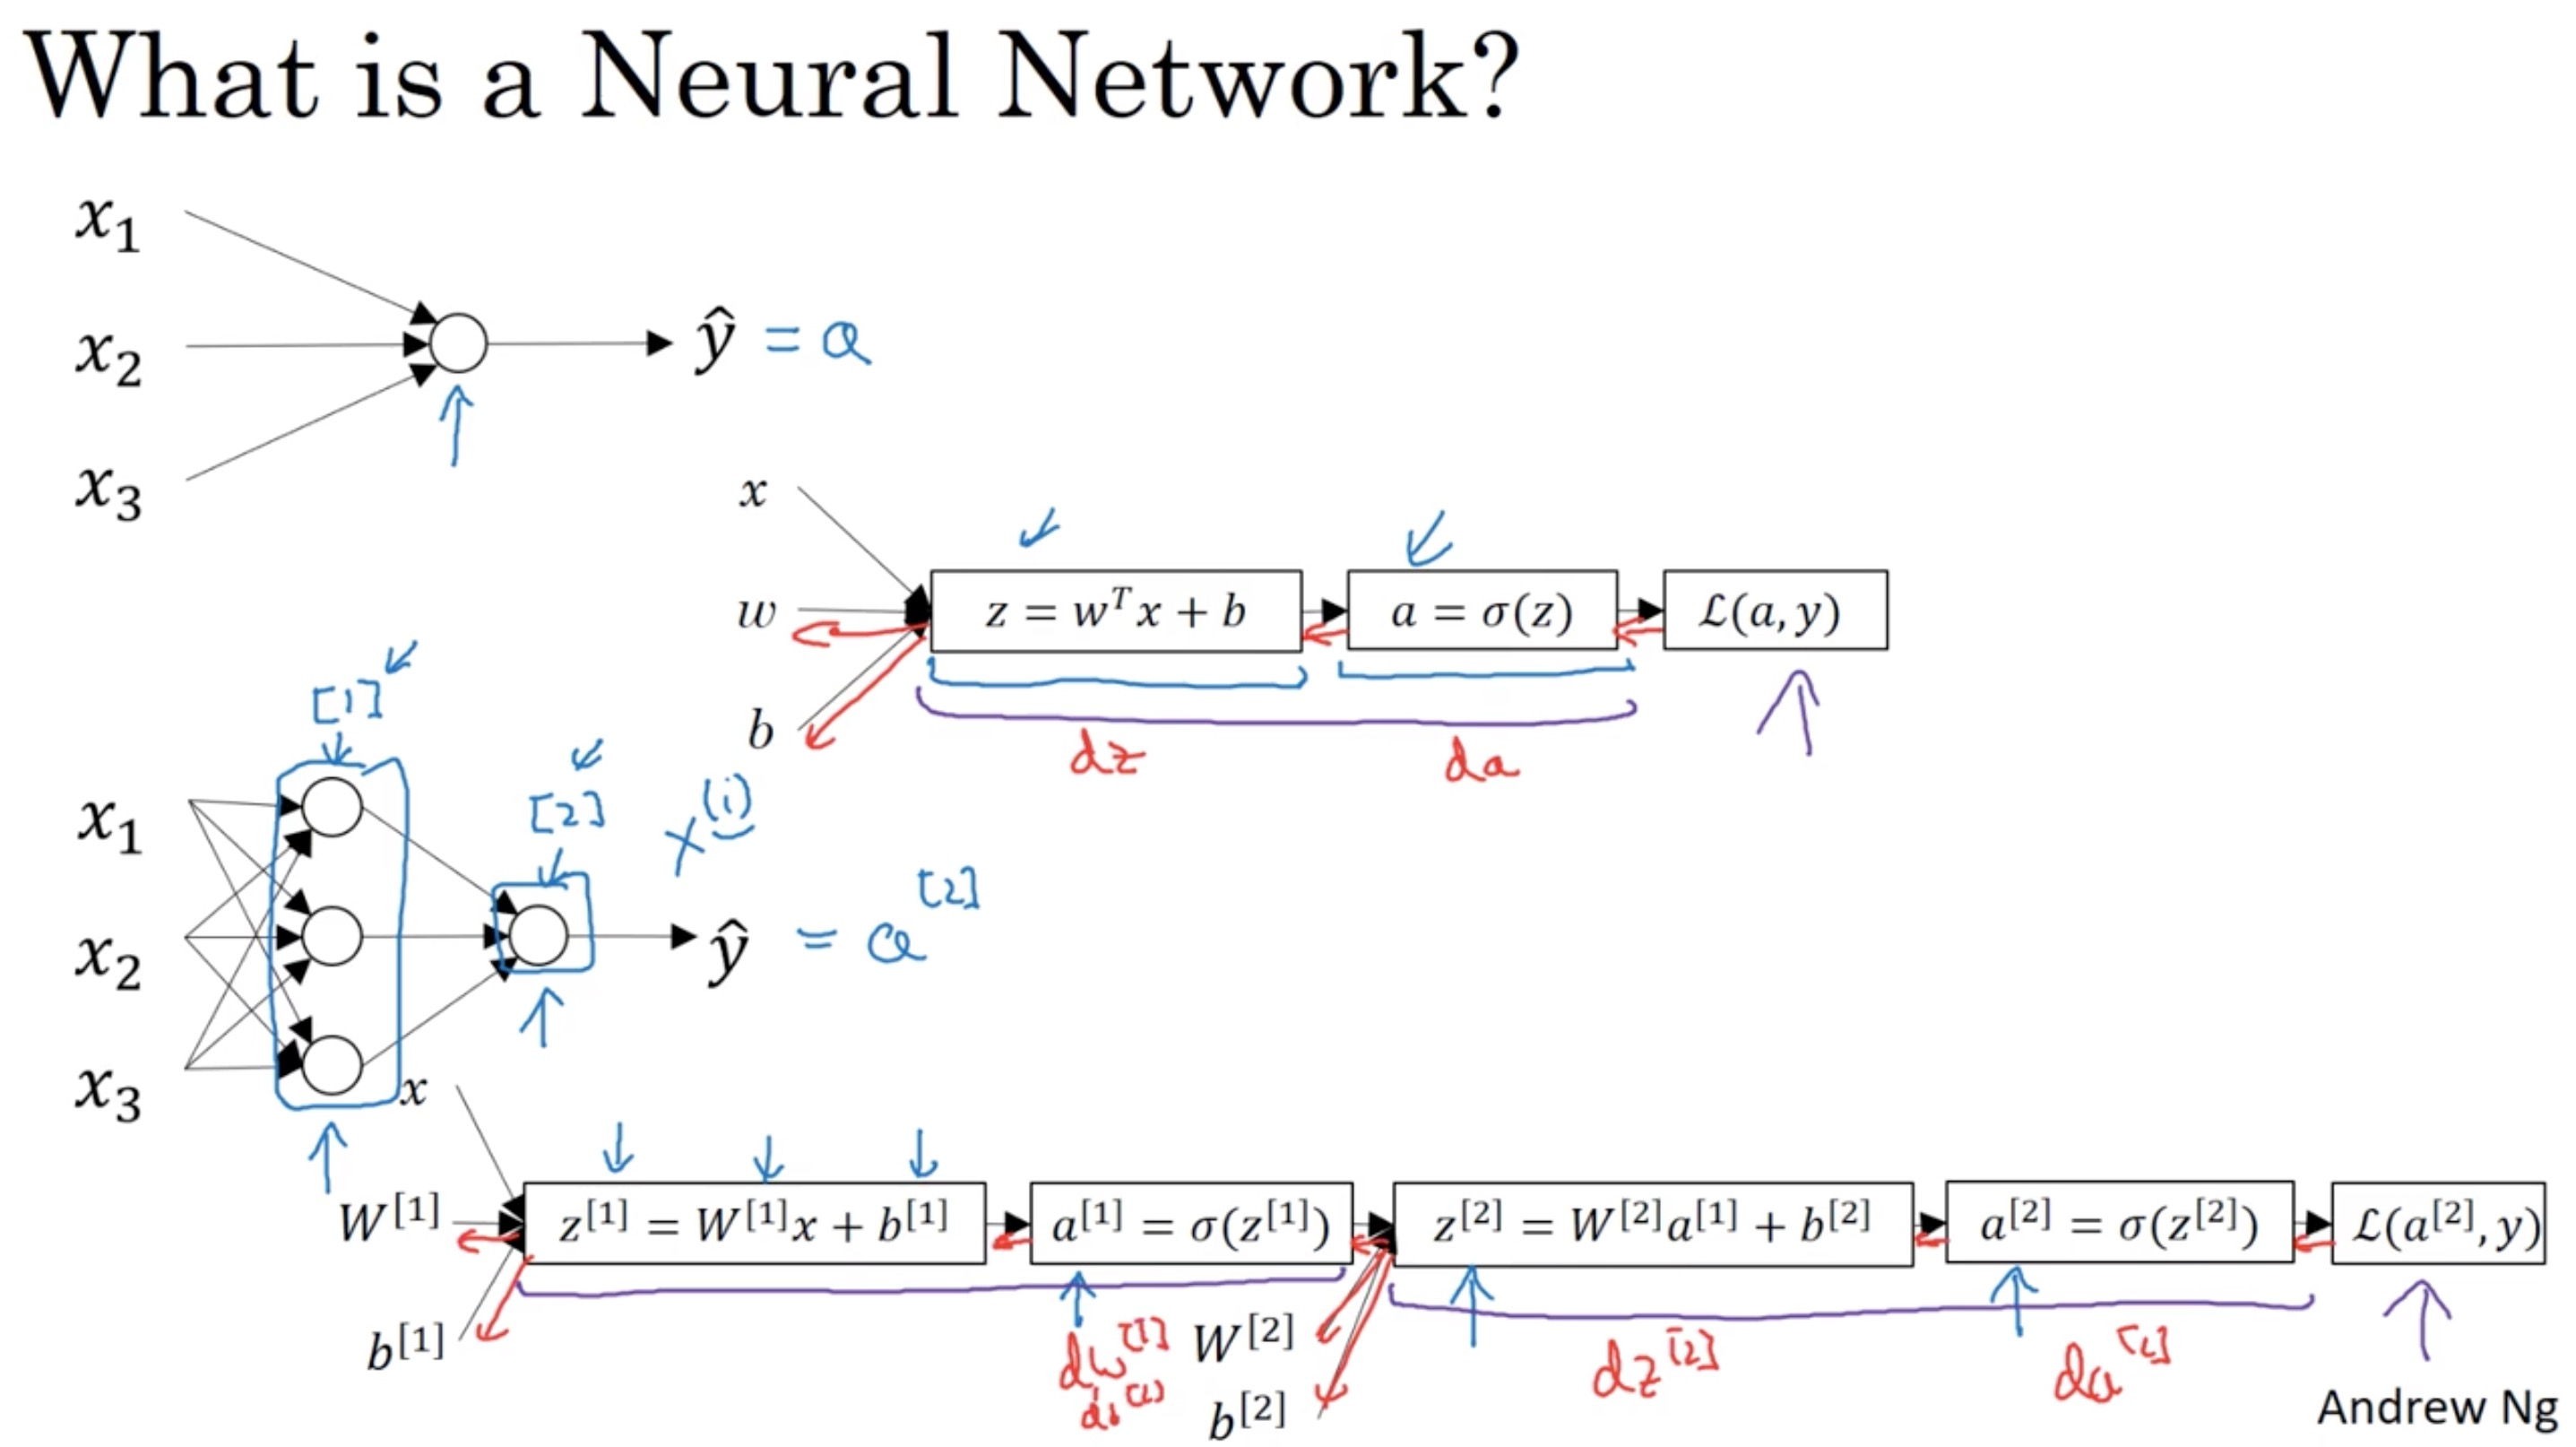 What is a Neural Network?
x₁
x₂
x₃
ŷ = a
x
w
b
z = wᵀx + b
a = σ(z)
ℒ(a, y)
dz
da
[1]
[2]
x⁽ⁱ⁾
x₁
x₂
x₃
ŷ = a^[2]
x
W^[1]
b^[1]
z^[1] = W^[1]x + b^[1]
a^[1] = σ(z^[1])
z^[2] = W^[2]a^[1] + b^[2]
a^[2] = σ(z^[2])
ℒ(a^[2], y)
dW^[1]
W^[2]
b^[2]
dz^[2]
da^[2]
Andrew Ng